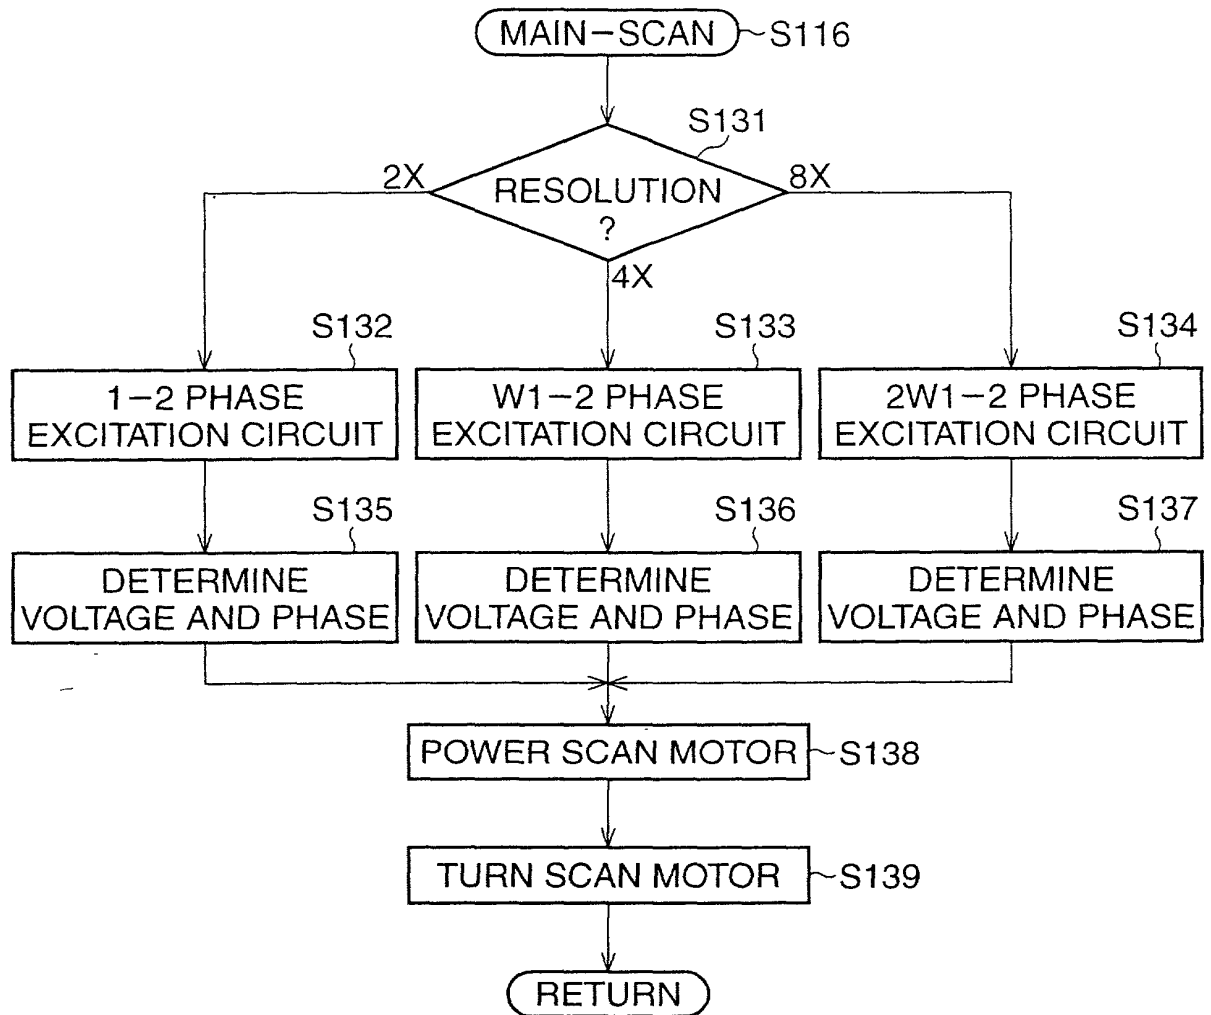 MAIN−SCAN
S116
S131
2X
RESOLUTION
?
8X
4X
S132
S133
S134
1−2 PHASE
EXCITATION CIRCUIT
W1−2 PHASE
EXCITATION CIRCUIT
2W1−2 PHASE
EXCITATION CIRCUIT
S135
S136
S137
DETERMINE
VOLTAGE AND PHASE
DETERMINE
VOLTAGE AND PHASE
DETERMINE
VOLTAGE AND PHASE
POWER SCAN MOTOR
S138
TURN SCAN MOTOR
S139
RETURN